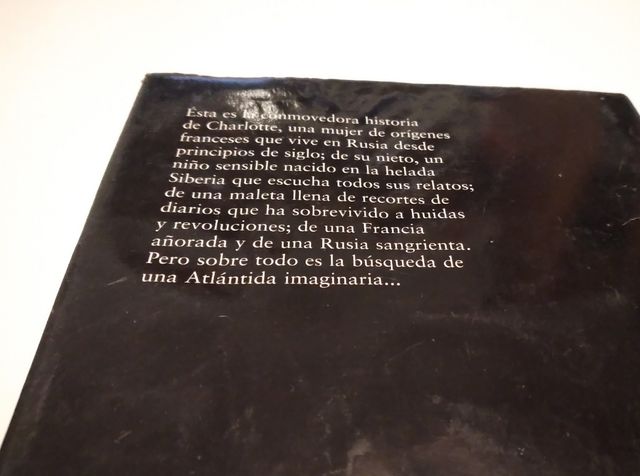 Ésta es la conmovedora historia
de Charlotte, una mujer de orígenes
franceses que vive en Rusia desde
principios de siglo; de su nieto, un
niño sensible nacido en la helada
Siberia que escucha todos sus relatos;
de una maleta llena de recortes de
diarios que ha sobrevivido a huidas
y revoluciones; de una Francia
añorada y de una Rusia sangrienta.
Pero sobre todo es la búsqueda de
una Atlántida imaginaria...